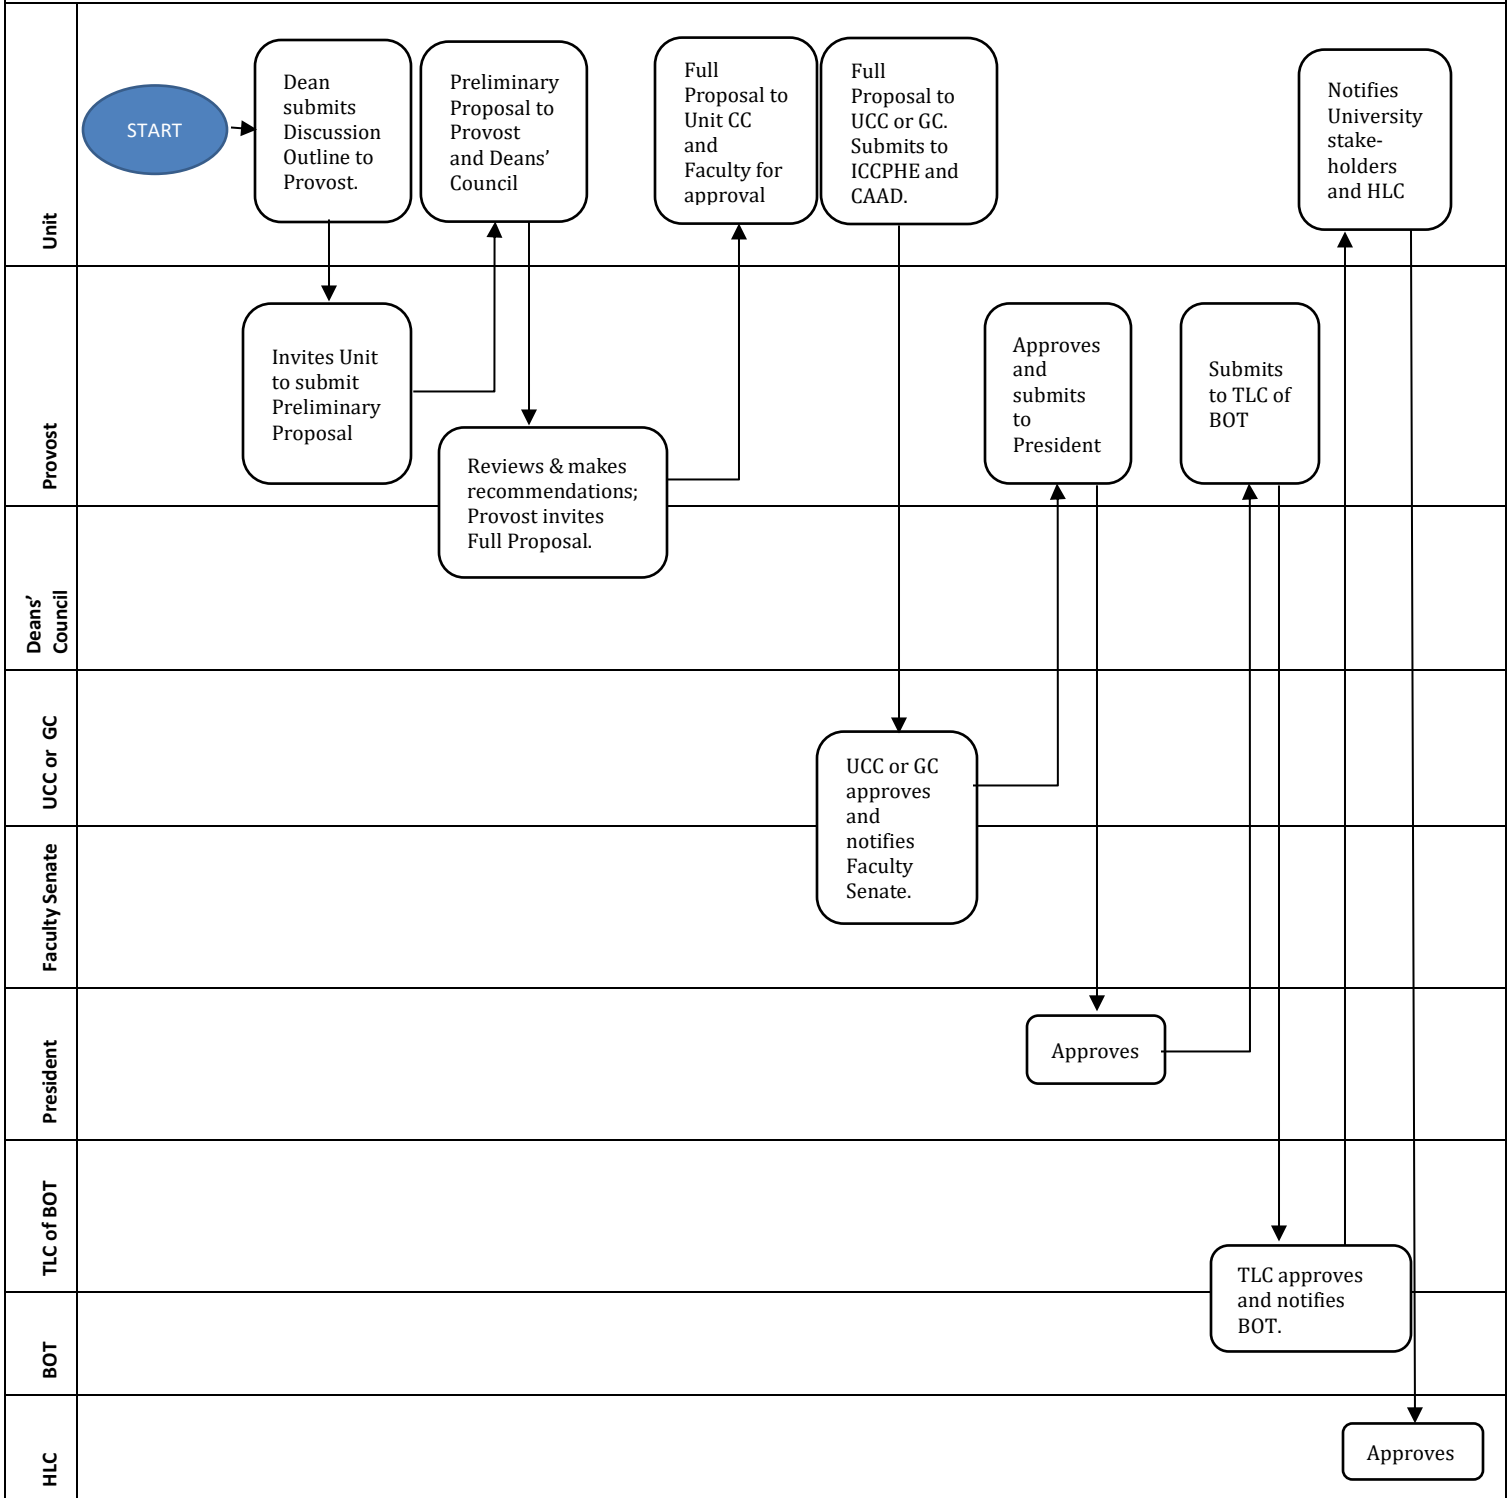 Unit
START
Dean
submits
Discussion
Outline to
Provost.
Preliminary
Proposal to
Provost
and Deans’
Council
Full
Proposal to
Unit CC
and
Faculty for
approval
Full
Proposal to
UCC or GC.
Submits to
ICCPHE and
CAAD.
Notifies
University
stake-
holders
and HLC
Provost
Invites Unit
to submit
Preliminary
Proposal
Reviews & makes
recommendations;
Provost invites
Full Proposal.
Approves
and
submits
to
President
Submits
to TLC of
BOT
Deans’
Council
UCC or GC
UCC or GC
approves
and
notifies
Faculty
Senate.
Faculty Senate
President
Approves
TLC of BOT
TLC approves
and notifies
BOT.
BOT
HLC
Approves